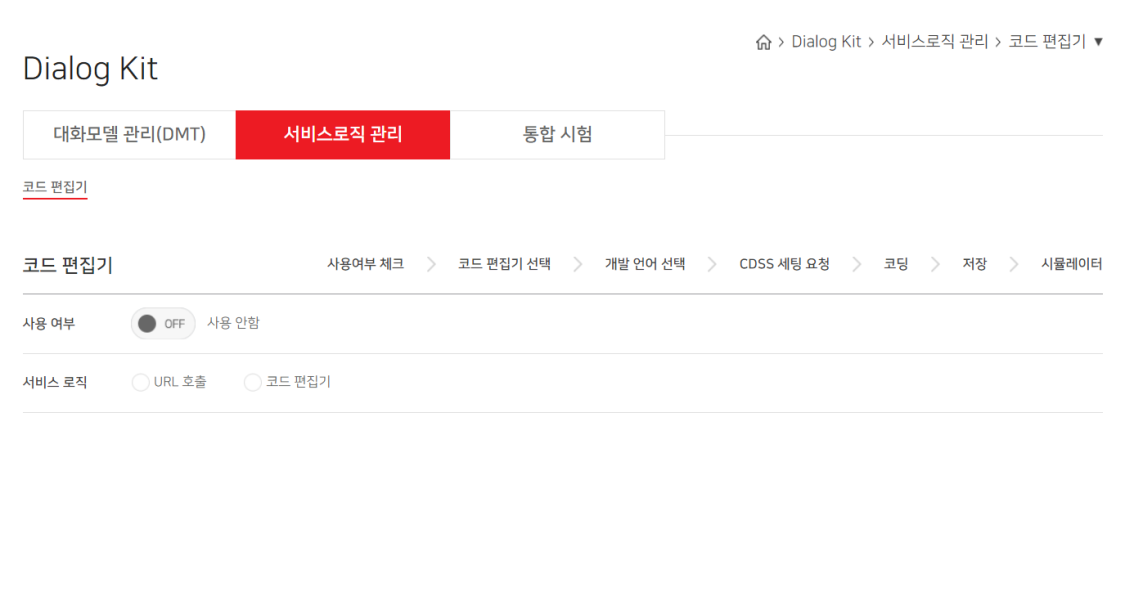 Dialog Kit > 서비스로직 관리 > 코드 편집기 ▼
Dialog Kit
대화모델 관리(DMT) 서비스로직 관리 통합 시험
코드 편집기
코드 편집기 사용여부 체크 > 코드 편집기 선택 > 개발 언어 선택 > CDSS 세팅 요청 > 코딩 > 저장 > 시뮬레이터
사용 여부 OFF 사용 안함
서비스 로직 URL 호출 코드 편집기